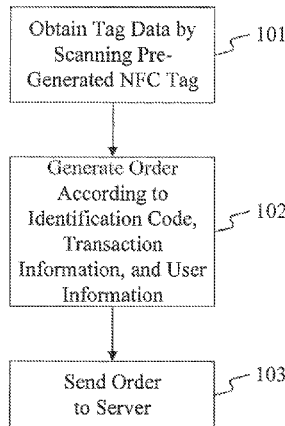 Obtain Tag Data by
Scanning Pre-
Generated NFC Tag
101
Generate Order
According to
Identification Code,
Transaction
Information, and User
Information
102
Send Order
to Server
103